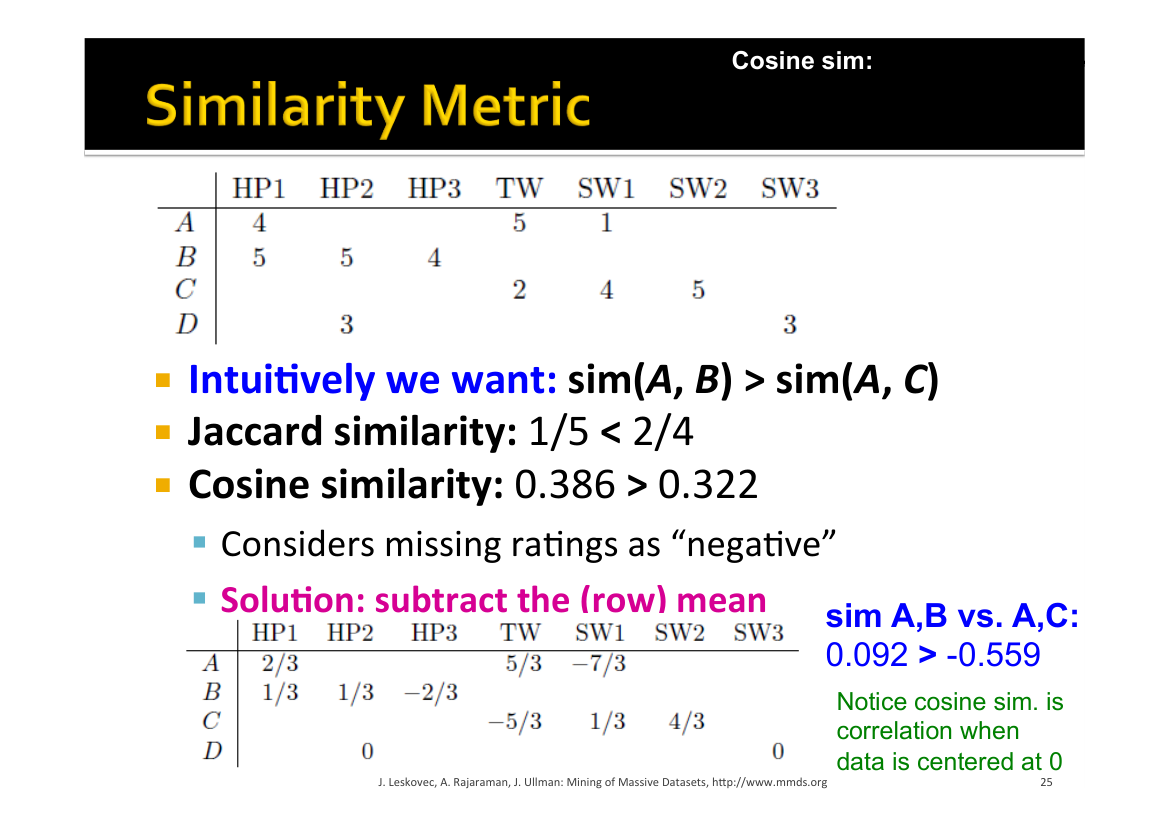 Cosine sim:
Similarity Metric
HP1 HP2 HP3 TW SW1 SW2 SW3
A 4 5 1
B 5 5 4
C 2 4 5
D 3 3
Intuitively we want: sim(A, B) > sim(A, C)
Jaccard similarity: 1/5 < 2/4
Cosine similarity: 0.386 > 0.322
Considers missing ratings as “negative”
Solution: subtract the (row) mean
HP1 HP2 HP3 TW SW1 SW2 SW3
A 2/3 5/3 −7/3
B 1/3 1/3 −2/3
C −5/3 1/3 4/3
D 0 0
sim A,B vs. A,C:
0.092 > -0.559
Notice cosine sim. is
correlation when
data is centered at 0
J. Leskovec, A. Rajaraman, J. Ullman: Mining of Massive Datasets, http://www.mmds.org
25